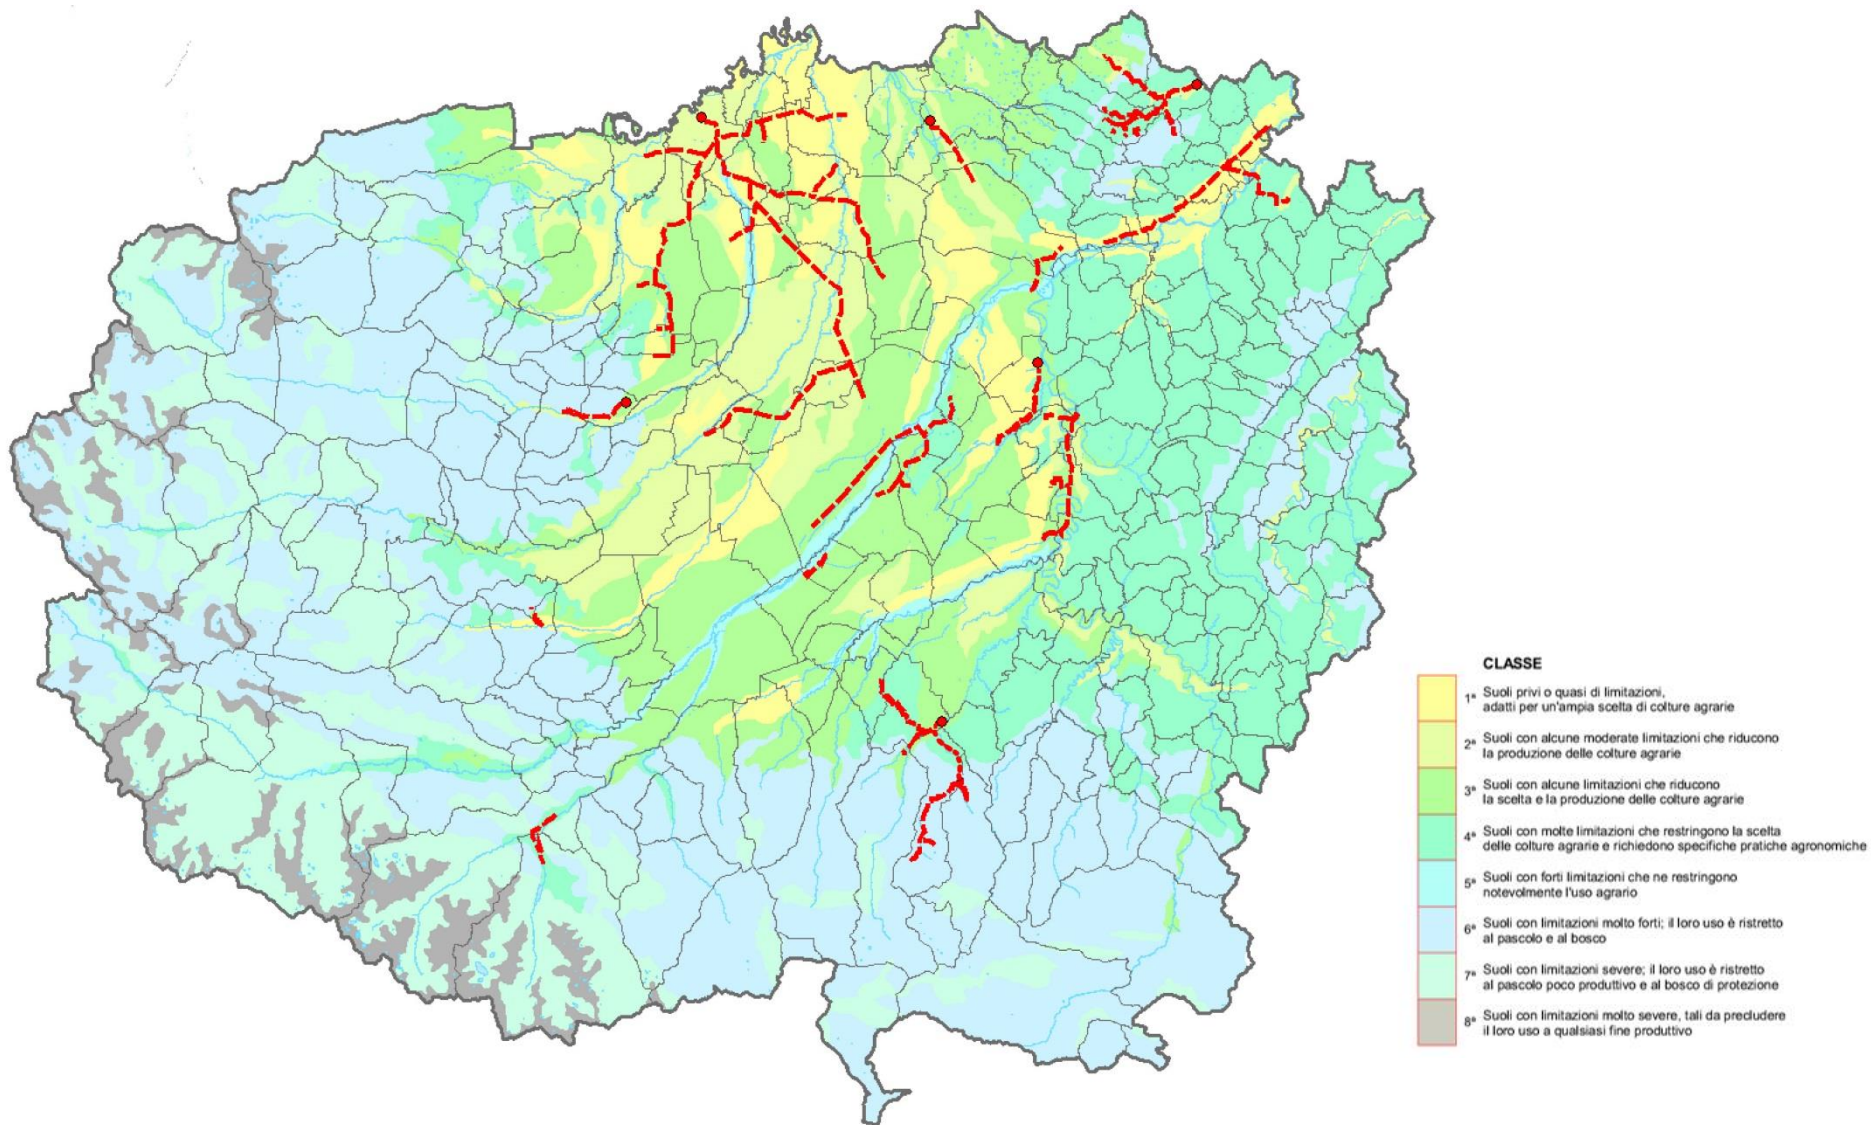 CLASSE
1ª Suoli privi o quasi di limitazioni,
adatti per un'ampia scelta di colture agrarie
2ª Suoli con alcune moderate limitazioni che riducono
la produzione delle colture agrarie
3ª Suoli con alcune limitazioni che riducono
la scelta e la produzione delle colture agrarie
4ª Suoli con molte limitazioni che restringono la scelta
delle colture agrarie e richiedono specifiche pratiche agronomiche
5ª Suoli con forti limitazioni che ne restringono
notevolmente l'uso agrario
6ª Suoli con limitazioni molto forti; il loro uso è ristretto
al pascolo e al bosco
7ª Suoli con limitazioni severe; il loro uso è ristretto
al pascolo poco produttivo e al bosco di protezione
8ª Suoli con limitazioni molto severe, tali da precludere
il loro uso a qualsiasi fine produttivo